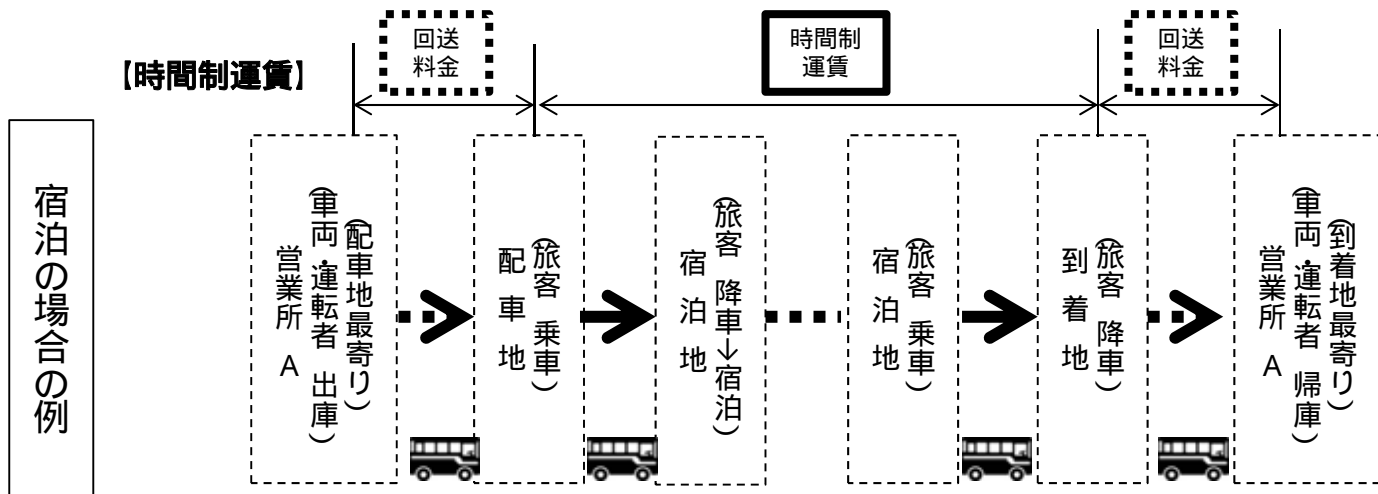 【時間制運賃】
回送
料金
時間制
運賃
回送
料金
宿泊の場合の例
(配車地最寄り)
(車両・運転者 出庫)
営業所 A
(旅客 乗車)
配車地
(旅客 降車→宿泊)
宿泊地
(旅客 乗車)
宿泊地
(旅客 降車)
到着地
(到着地最寄り)
(車両・運転者 帰庫)
営業所 A